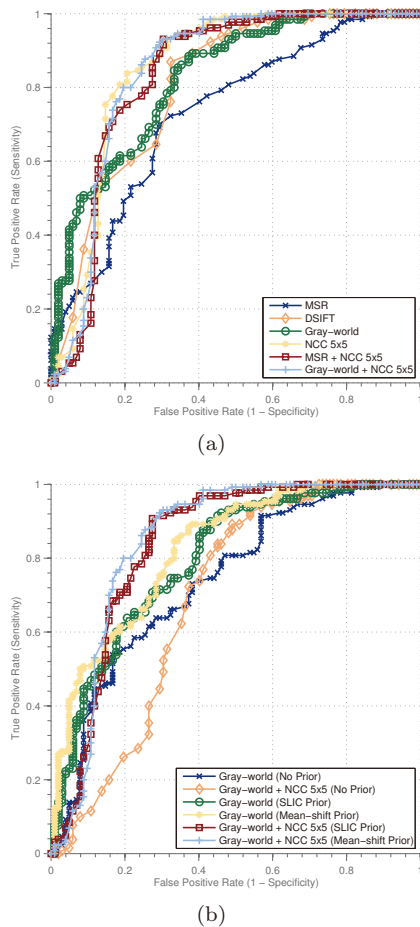 1
0.8
0.6
0.4
0.2
0
True Positive Rate (Sensitivity)
MSR
DSIFT
Gray-world
NCC 5x5
MSR + NCC 5x5
Gray-world + NCC 5x5
0
0.2
0.4
0.6
0.8
1
False Positive Rate (1 − Specificity)
(a)
1
0.8
0.6
0.4
0.2
0
True Positive Rate (Sensitivity)
Gray-world (No Prior)
Gray-world + NCC 5x5 (No Prior)
Gray-world (SLIC Prior)
Gray-world (Mean-shift Prior)
Gray-world + NCC 5x5 (SLIC Prior)
Gray-world + NCC 5x5 (Mean-shift Prior)
0
0.2
0.4
0.6
0.8
1
False Positive Rate (1 − Specificity)
(b)